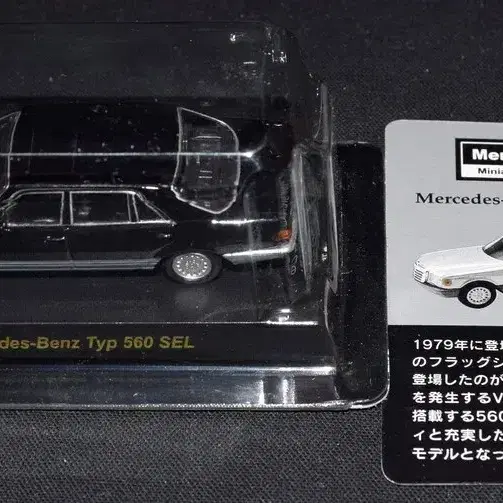 des-Benz Typ 560 SEL
Mer
Minia
Mercedes-
1979年に登場
のフラッグシ
登場したのが
を発生するV
搭載する560
ィと充実した
モデルとなっ